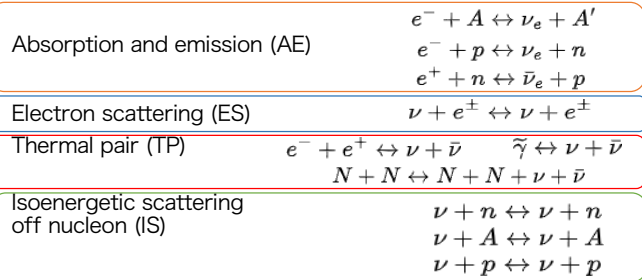 e⁻ + A ↔ νₑ + A′
Absorption and emission (AE)
e⁻ + p ↔ νₑ + n
e⁺ + n ↔ ν̄ₑ + p
Electron scattering (ES) ν + e± ↔ ν + e±
Thermal pair (TP) e⁻ + e⁺ ↔ ν + ν̄ γ̃ ↔ ν + ν̄
N + N ↔ N + N + ν + ν̄
Isoenergetic scattering
off nucleon (IS)
ν + n ↔ ν + n
ν + A ↔ ν + A
ν + p ↔ ν + p